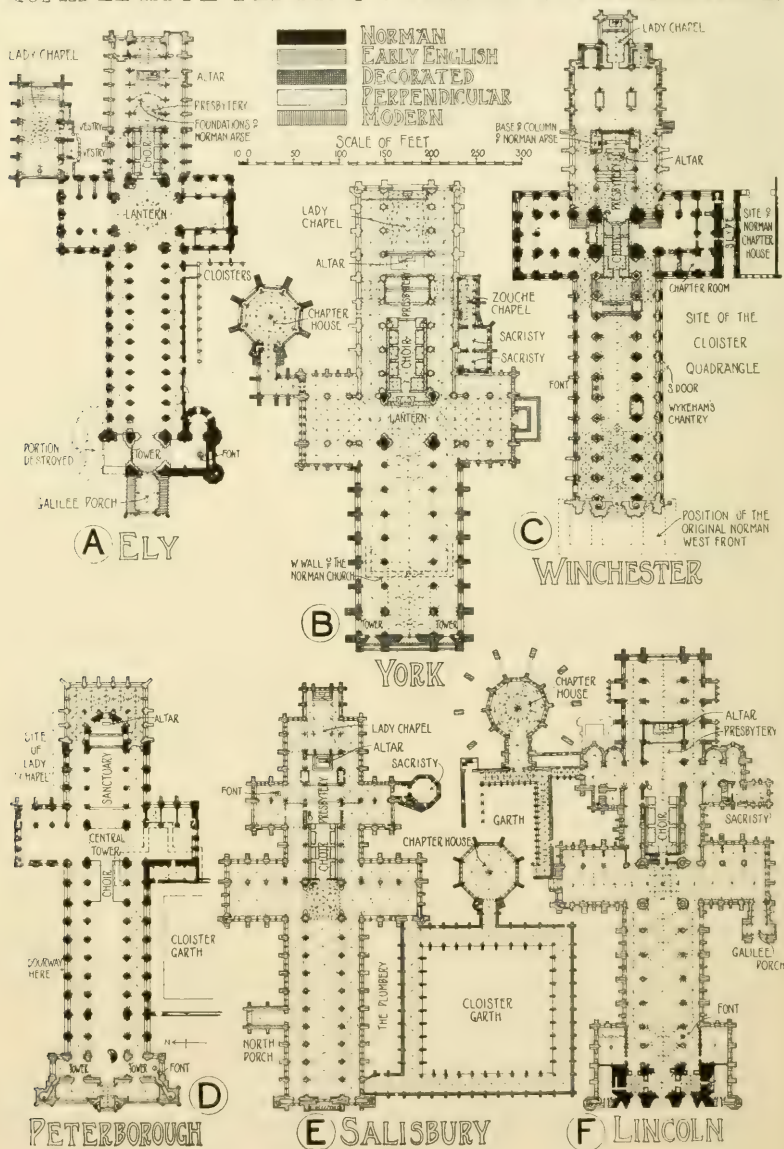 NORMAN
EARLY ENGLISH
DECORATED
PERPENDICULAR
MODERN
SCALE OF FEET
10 0 50 100 150 200 250 300
LADY CHAPEL
ALTAR
PRESBYTERY
FOUNDATIONS OF
NORMAN APSE
VESTRY
VESTRY
CHOIR
LANTERN
CLOISTERS
PORTION
DESTROYED
TOWER
FONT
GALILEE PORCH
A ELY
LADY
CHAPEL
ALTAR
PRESBYTERY
ZOUCHE
CHAPEL
CHAPTER
HOUSE
CHOIR
SACRISTY
SACRISTY
LANTERN
W WALL OF THE
NORMAN CHURCH
TOWER
TOWER
B
YORK
LADY
CHAPEL
BASE OF COLUMN
OF NORMAN APSE
ALTAR
PRESBYTERY
CHOIR
SLYPE
SITE OF
NORMAN
CHAPTER
HOUSE
CHAPTER ROOM
SITE OF THE
CLOISTER
QUADRANGLE
FONT
S DOOR
WYKEHAM'S
CHANTRY
POSITION OF THE
ORIGINAL NORMAN
WEST FRONT
C
WINCHESTER
ALTAR
SITE OF
LADY
CHAPEL
SANCTUARY
CENTRAL
TOWER
CHOIR
CLOISTER
GARTH
DOORWAY
HERE
N
TOWER
TOWER
FONT
D
PETERBOROUGH
LADY CHAPEL
ALTAR
SACRISTY
FONT
PRESBYTERY
CHOIR
THE PLUMBERY
NORTH
PORCH
CHAPTER HOUSE
CLOISTER
GARTH
E SALISBURY
CHAPTER
HOUSE
ALTAR
PRESBYTERY
GARTH
CHOIR
SACRISTY
GALILEE
PORCH
FONT
F LINCOLN